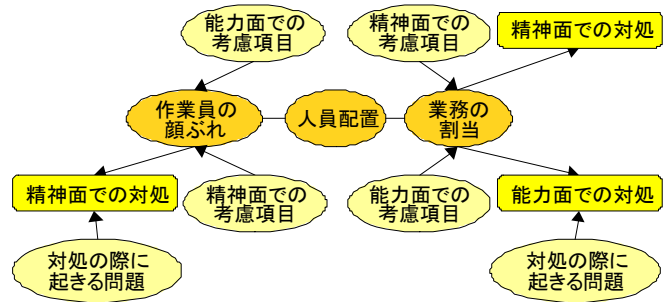 能力面での
考慮項目
精神面での
考慮項目
精神面での対処
作業員の
顔ぶれ
人員配置
業務の
割当
精神面での対処
精神面での
考慮項目
能力面での
考慮項目
能力面での対処
対処の際に
起きる問題
対処の際に
起きる問題